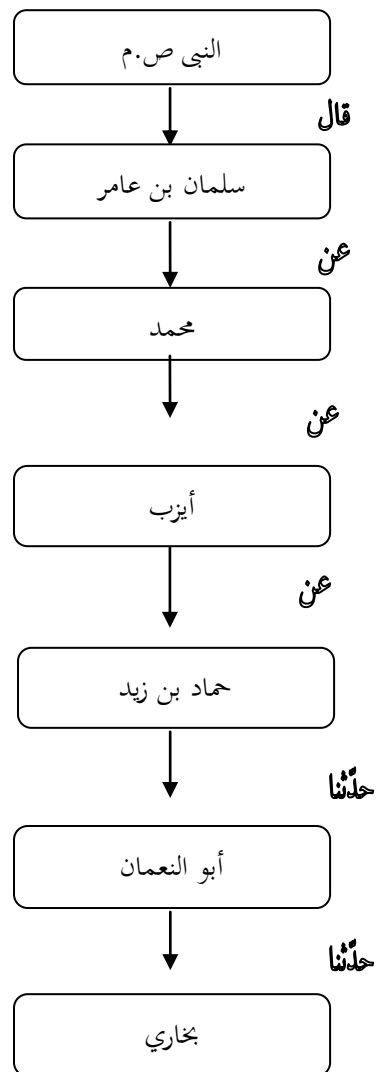 النبى ص.م
قال
سلمان بن عامر
عن
محمد
عن
أيزب
عن
حماد بن زيد
حدّثنا
أبو النعمان
حدّثنا
بخاري